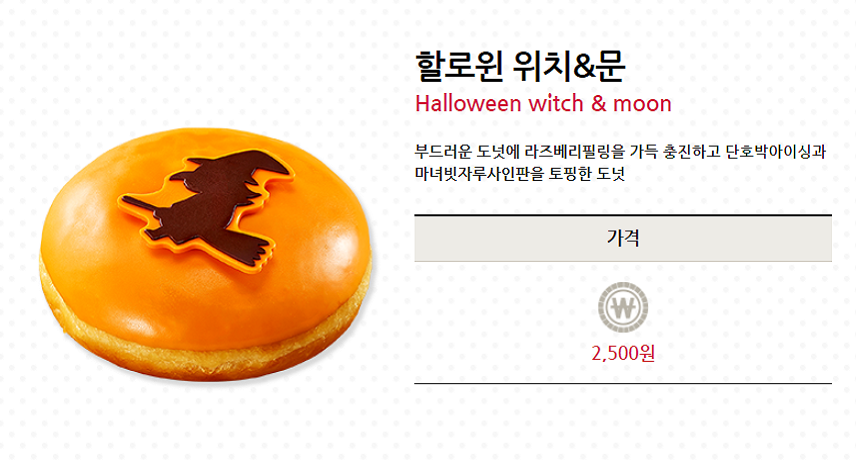 할로윈 위치&문
Halloween witch & moon
부드러운 도넛에 라즈베리필링을 가득 충진하고 단호박아이싱과
마녀빗자루사인판을 토핑한 도넛
가격
₩
2,500원